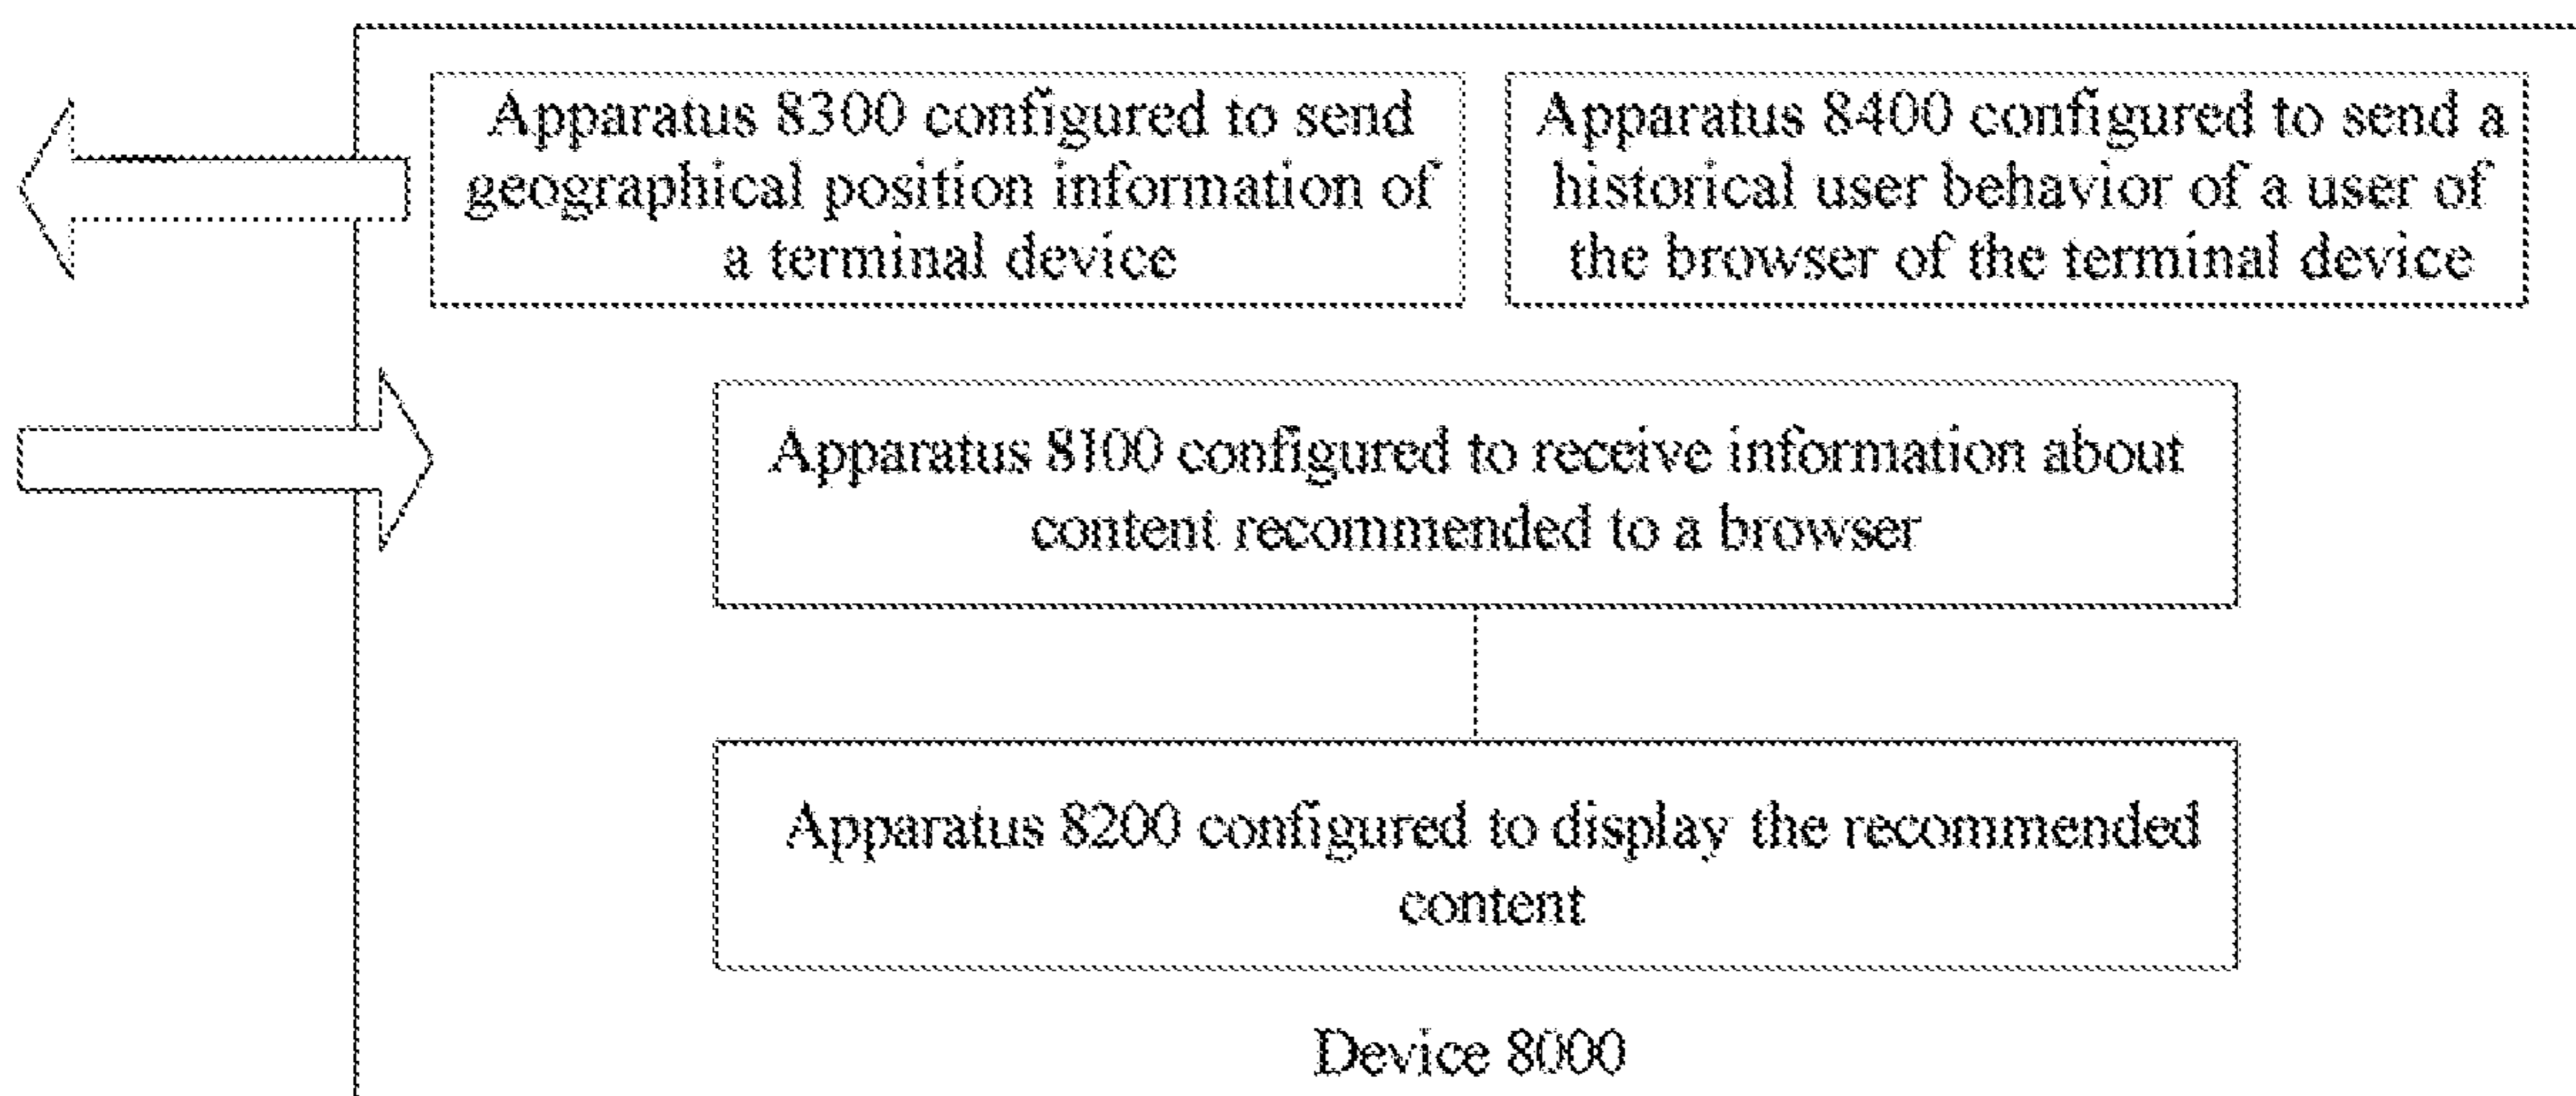 Apparatus 8300 configured to send
geographical position information of
a terminal device
Apparatus 8400 configured to send a
historical user behavior of a user of
the browser of the terminal device
Apparatus 8100 configured to receive information about
content recommended to a browser
Apparatus 8200 configured to display the recommended
content
Device 8000